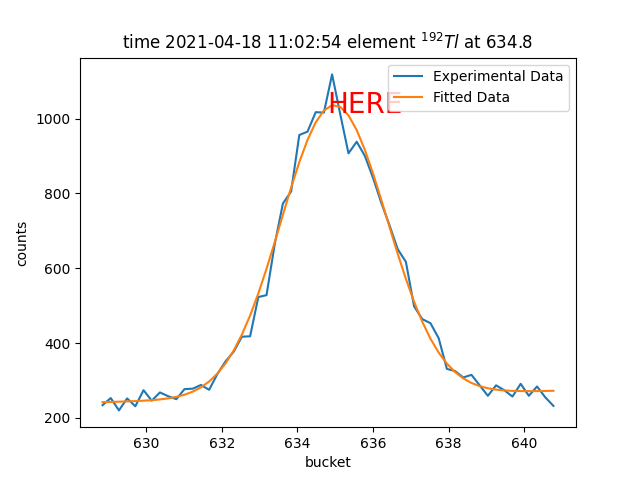 time 2021-04-18 11:02:54 element ¹⁹²Tl at 634.8
Experimental Data
Fitted Data
HERE
counts
1000
800
600
400
200
630 632 634 636 638 640
bucket